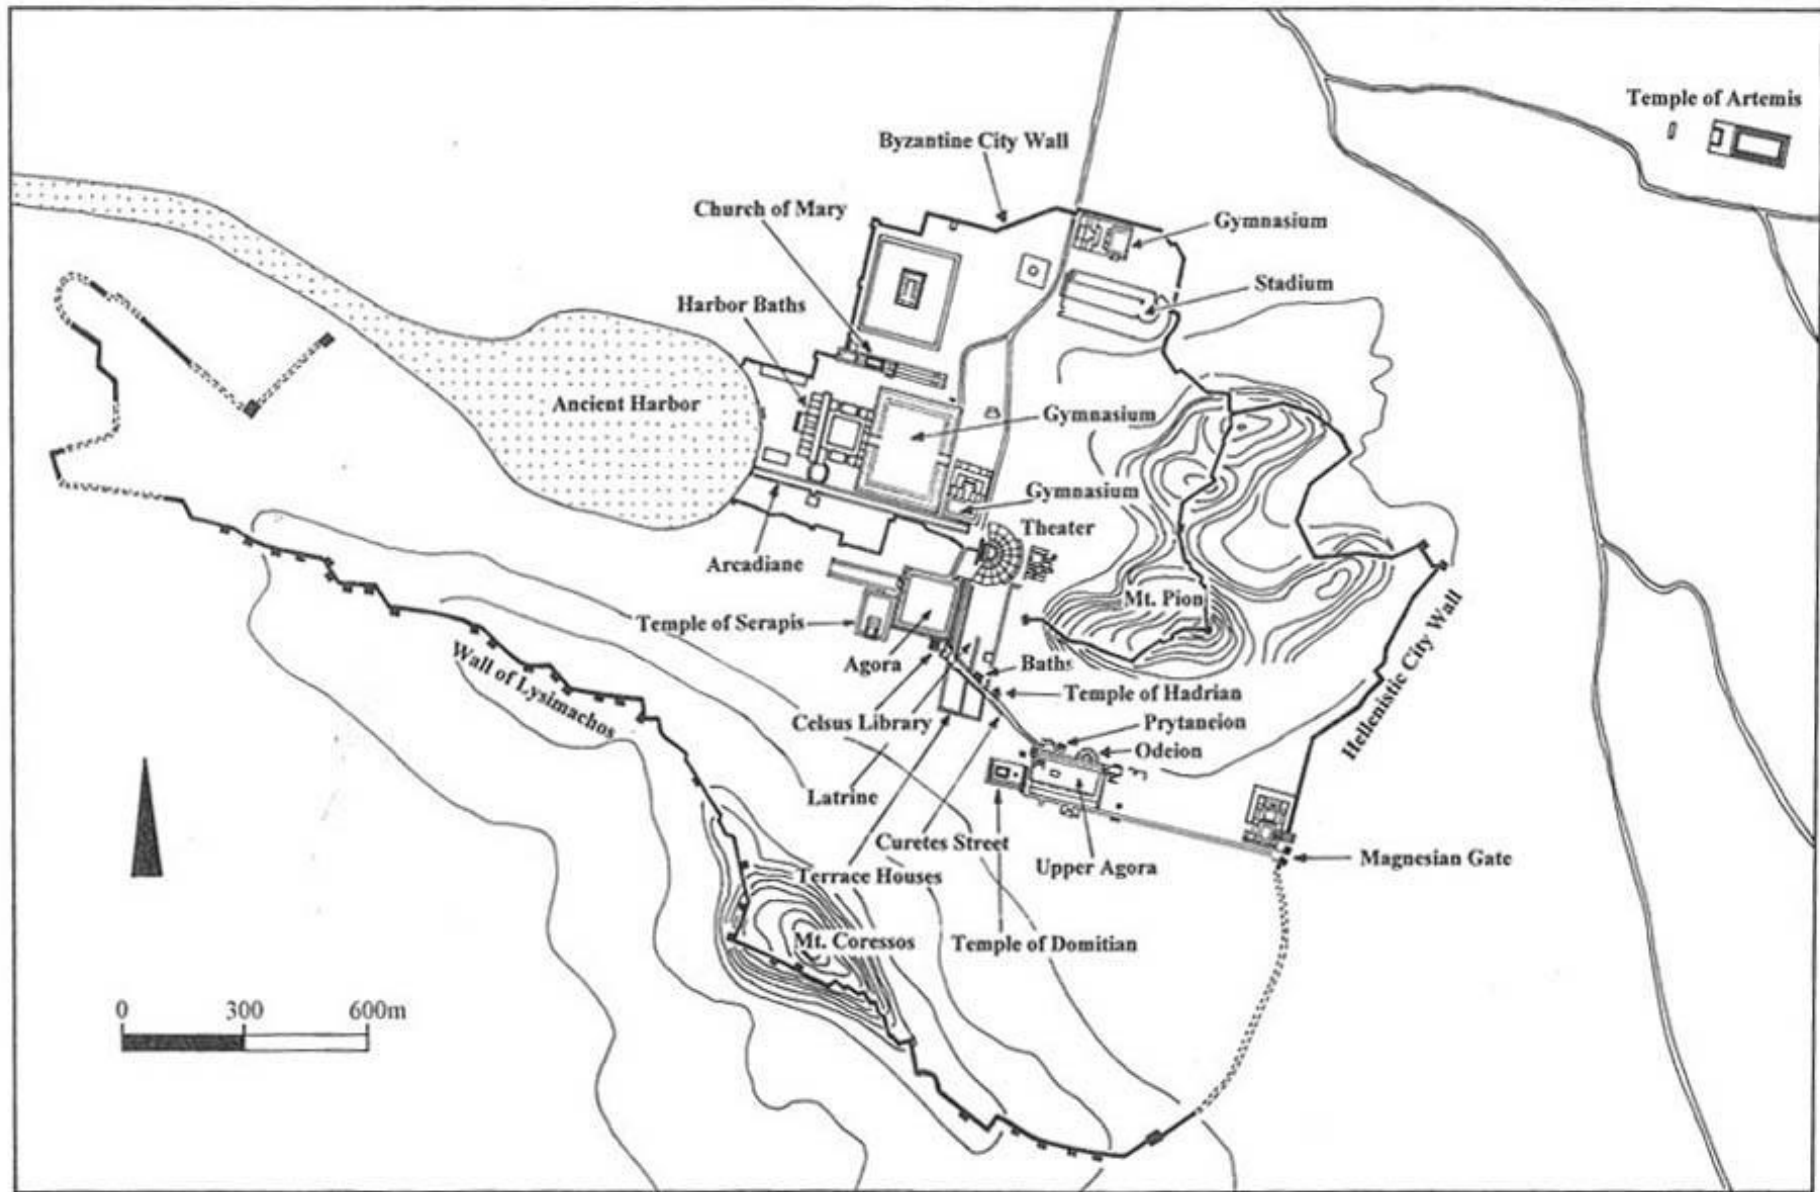 Temple of Artemis
Byzantine City Wall
Church of Mary
Gymnasium
Stadium
Harbor Baths
Ancient Harbor
Gymnasium
Gymnasium
Theater
Arcadiane
Mt. Pion
Temple of Serapis
Hellenistic City Wall
Wall of Lysimachos
Agora
Baths
Temple of Hadrian
Celsus Library
Prytaneion
Odeion
Latrine
Curetes Street
Upper Agora
Magnesian Gate
Terrace Houses
Mt. Coressos
Temple of Domitian
0 300 600m